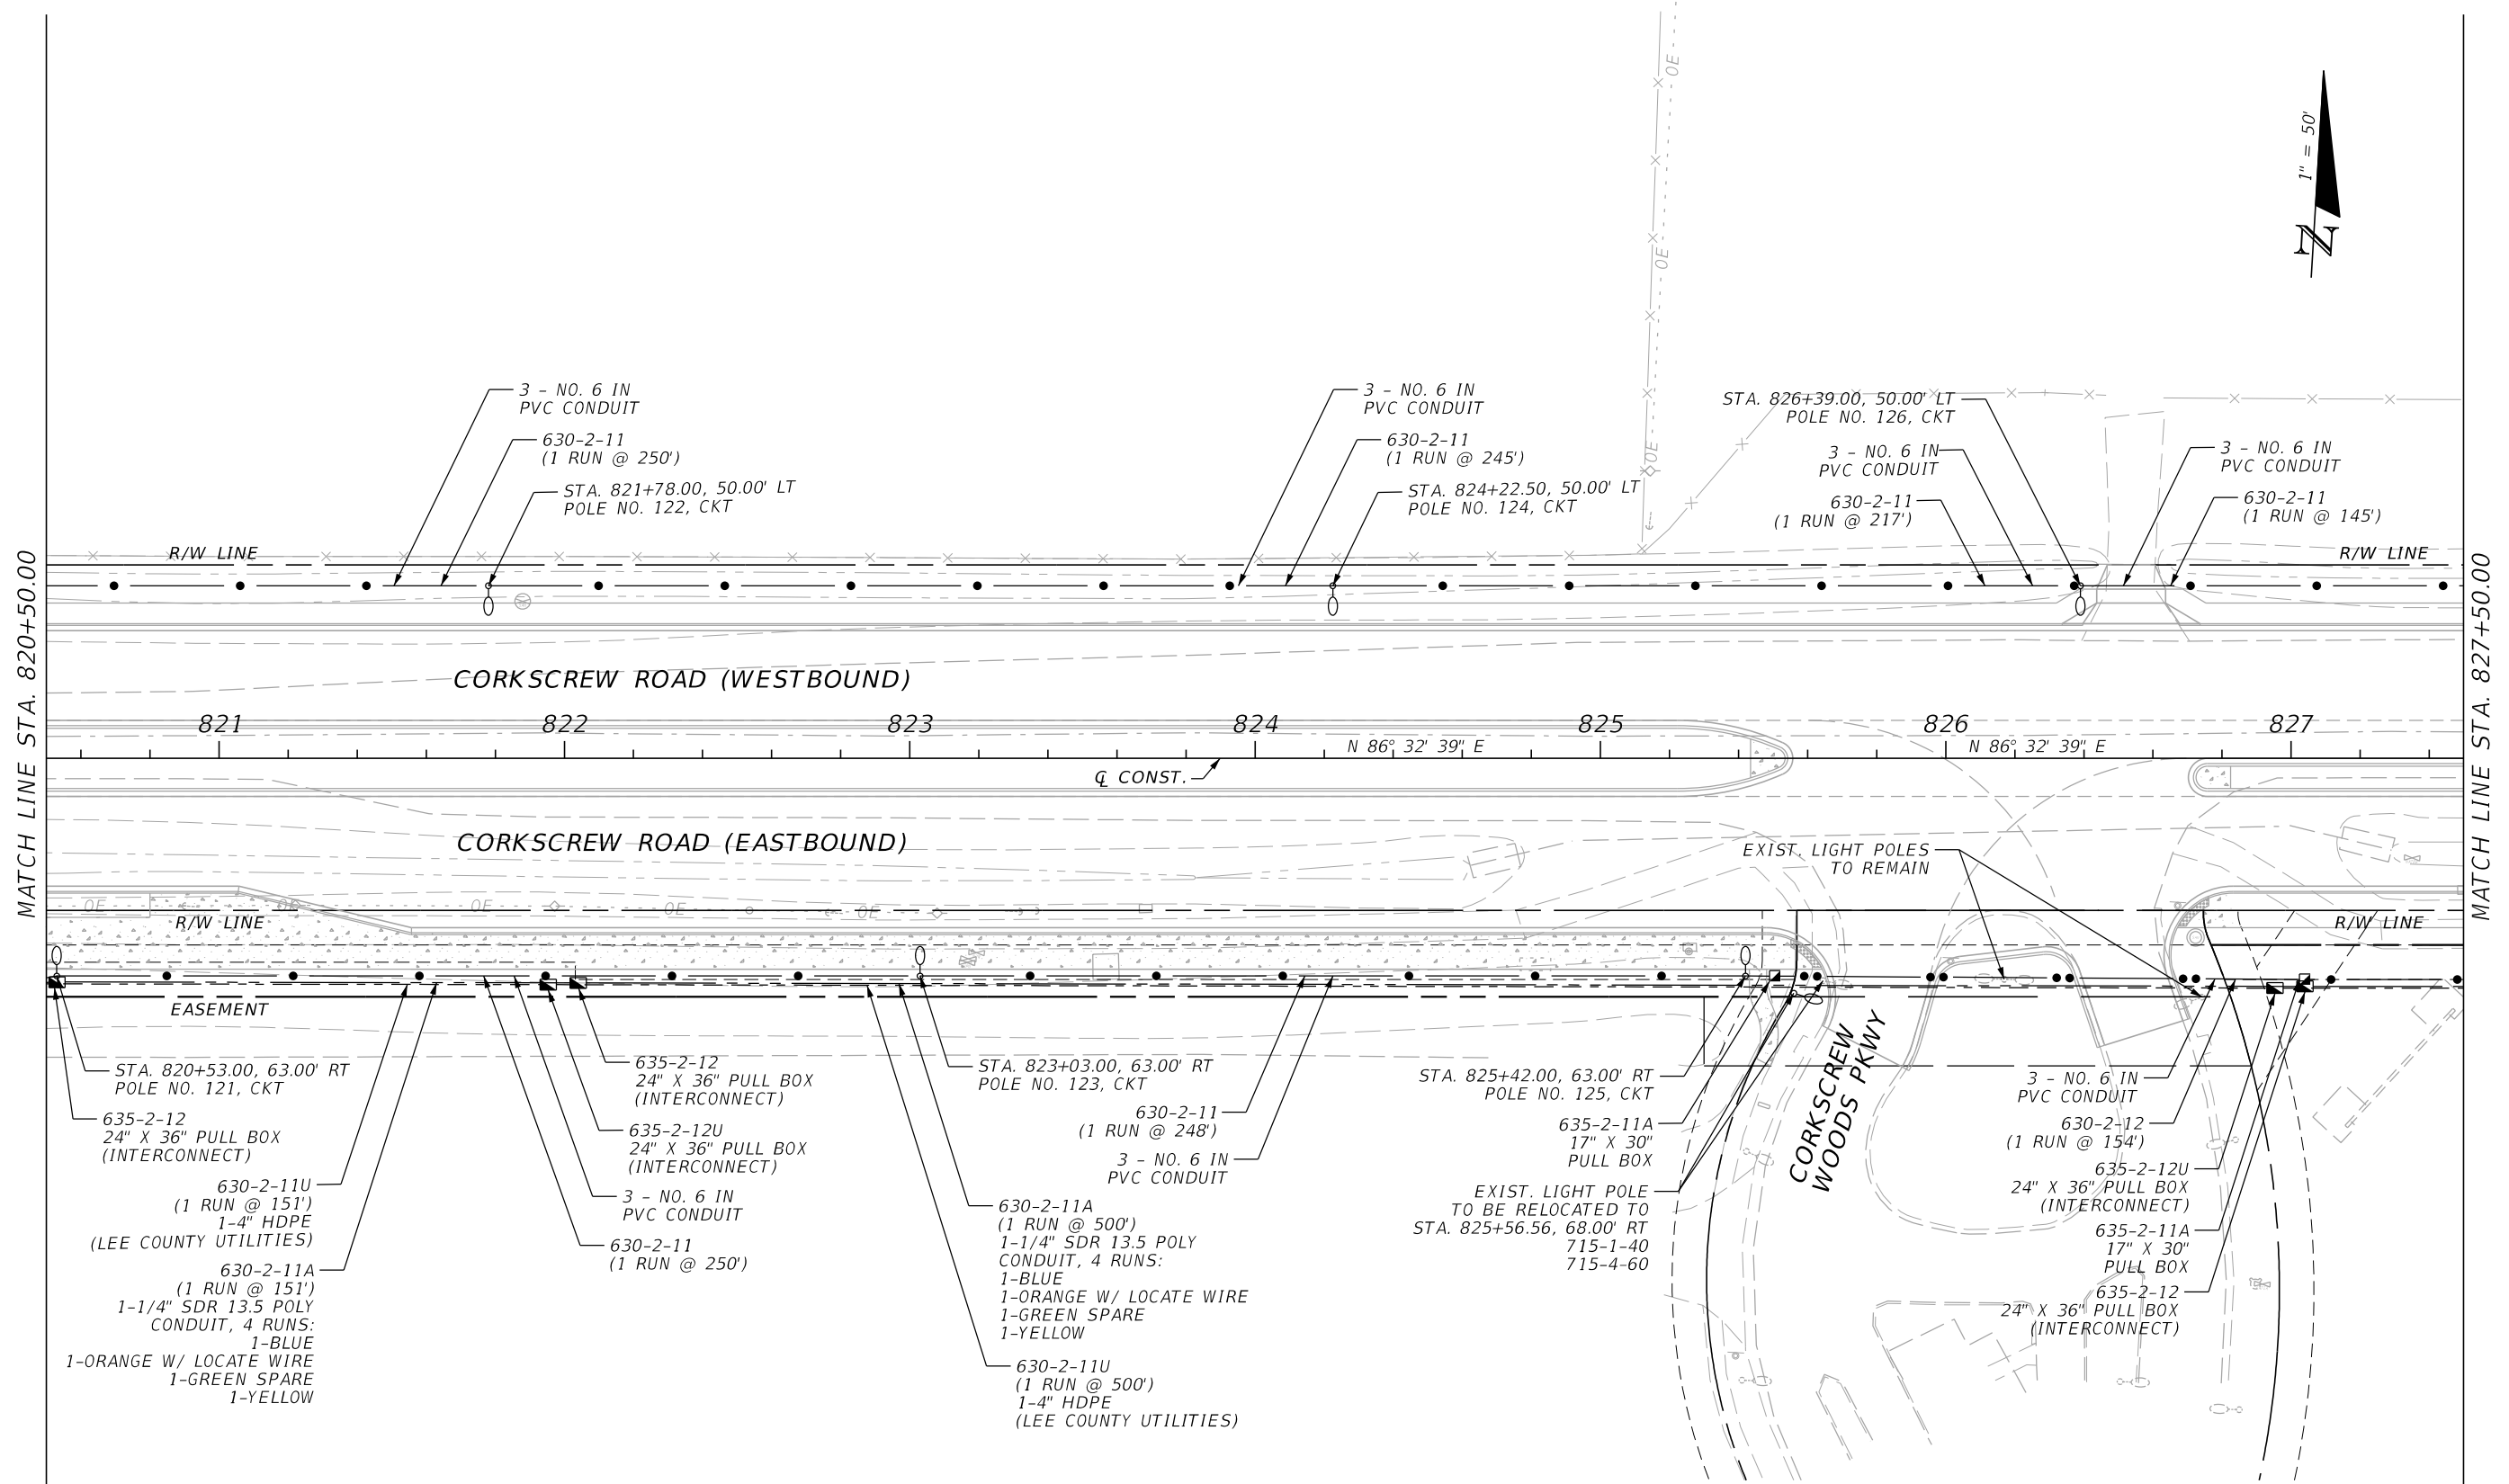 1" = 50'
N
OE
OE
OE
3 - NO. 6 IN
PVC CONDUIT
630-2-11
(1 RUN @ 250')
STA. 821+78.00, 50.00' LT
POLE NO. 122, CKT
3 - NO. 6 IN
PVC CONDUIT
630-2-11
(1 RUN @ 245')
STA. 824+22.50, 50.00' LT
POLE NO. 124, CKT
STA. 826+39.00, 50.00' LT
POLE NO. 126, CKT
3 - NO. 6 IN
PVC CONDUIT
630-2-11
(1 RUN @ 217')
3 - NO. 6 IN
PVC CONDUIT
630-2-11
(1 RUN @ 145')
R/W LINE
R/W LINE
MATCH LINE STA. 820+50.00
MATCH LINE STA. 827+50.00
CORKSCREW ROAD (WESTBOUND)
821
822
823
824
825
826
827
N 86° 32' 39" E
N 86° 32' 39" E
℄ CONST.
CORKSCREW ROAD (EASTBOUND)
EXIST. LIGHT POLES
TO REMAIN
OE
OE
OE
OE
OE
R/W LINE
R/W LINE
EASEMENT
STA. 820+53.00, 63.00' RT
POLE NO. 121, CKT
635-2-12
24" X 36" PULL BOX
(INTERCONNECT)
630-2-11U
(1 RUN @ 151')
1-4" HDPE
(LEE COUNTY UTILITIES)
630-2-11A
(1 RUN @ 151')
1-1/4" SDR 13.5 POLY
CONDUIT, 4 RUNS:
1-BLUE
1-ORANGE W/ LOCATE WIRE
1-GREEN SPARE
1-YELLOW
635-2-12
24" X 36" PULL BOX
(INTERCONNECT)
635-2-12U
24" X 36" PULL BOX
(INTERCONNECT)
3 - NO. 6 IN
PVC CONDUIT
630-2-11
(1 RUN @ 250')
STA. 823+03.00, 63.00' RT
POLE NO. 123, CKT
630-2-11
(1 RUN @ 248')
3 - NO. 6 IN
PVC CONDUIT
630-2-11A
(1 RUN @ 500')
1-1/4" SDR 13.5 POLY
CONDUIT, 4 RUNS:
1-BLUE
1-ORANGE W/ LOCATE WIRE
1-GREEN SPARE
1-YELLOW
630-2-11U
(1 RUN @ 500')
1-4" HDPE
(LEE COUNTY UTILITIES)
STA. 825+42.00, 63.00' RT
POLE NO. 125, CKT
635-2-11A
17" X 30"
PULL BOX
EXIST. LIGHT POLE
TO BE RELOCATED TO
STA. 825+56.56, 68.00' RT
715-1-40
715-4-60
CORKSCREW
WOODS PKWY
3 - NO. 6 IN
PVC CONDUIT
630-2-12
(1 RUN @ 154')
635-2-12U
24" X 36" PULL BOX
(INTERCONNECT)
635-2-11A
17" X 30"
PULL BOX
635-2-12
24" X 36" PULL BOX
(INTERCONNECT)